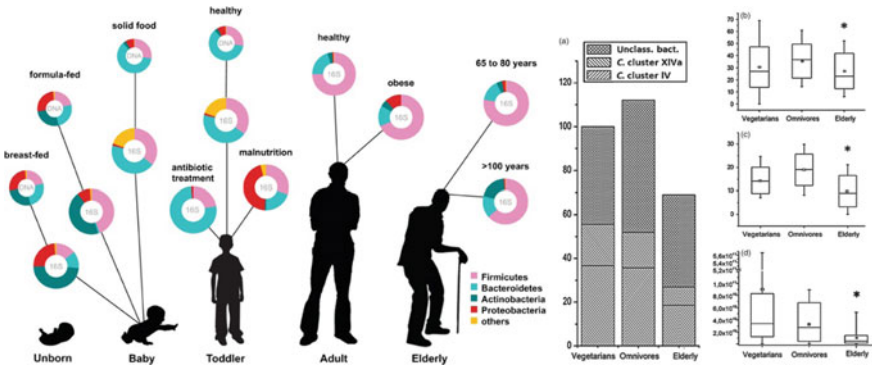 solid food
healthy
formula-fed
breast-fed
antibiotic
treatment
malnutrition
healthy
obese
65 to 80 years
>100 years
DNA
DNA
DNA
DNA
16S
16S
16S
16S
16S
16S
16S
16S
16S
16S
16S
Firmicutes
Bacteroidetes
Actinobacteria
Proteobacteria
others
Unborn
Baby
Toddler
Adult
Elderly
(a)
Unclass. bact.
C. cluster XIVa
C. cluster IV
120
100
80
60
40
20
0
Vegetarians
Omnivores
Elderly
(b)
70
60
50
40
30
20
10
0
*
Vegetarians
Omnivores
Elderly
(c)
30
20
10
0
*
Vegetarians
Omnivores
Elderly
(d)
*
Vegetarians
Omnivores
Elderly